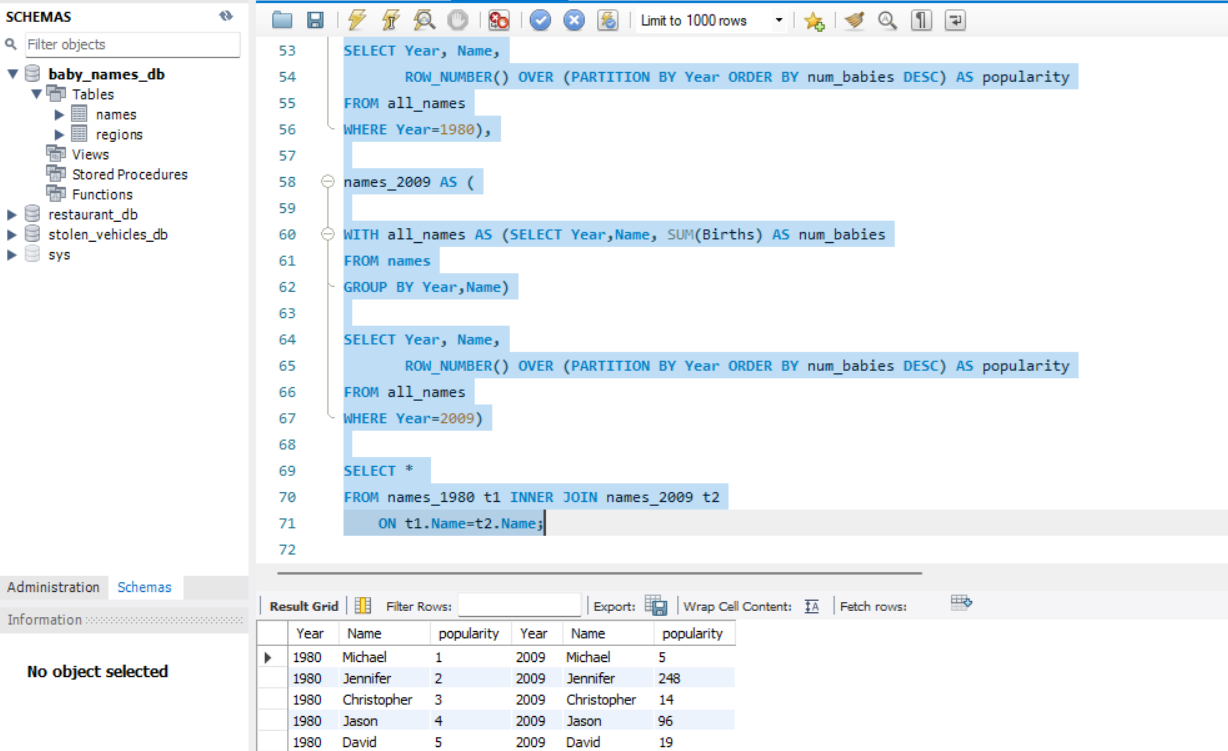 SCHEMAS
Filter objects
baby_names_db
Tables
names
regions
Views
Stored Procedures
Functions
restaurant_db
stolen_vehicles_db
sys
Administration Schemas
Information
No object selected
Limit to 1000 rows
53 SELECT Year, Name,
54 ROW_NUMBER() OVER (PARTITION BY Year ORDER BY num_babies DESC) AS popularity
55 FROM all_names
56 WHERE Year=1980),
57
58 names_2009 AS (
59
60 WITH all_names AS (SELECT Year,Name, SUM(Births) AS num_babies
61 FROM names
62 GROUP BY Year,Name)
63
64 SELECT Year, Name,
65 ROW_NUMBER() OVER (PARTITION BY Year ORDER BY num_babies DESC) AS popularity
66 FROM all_names
67 WHERE Year=2009)
68
69 SELECT *
70 FROM names_1980 t1 INNER JOIN names_2009 t2
71 ON t1.Name=t2.Name;
72
Result Grid Filter Rows: Export: Wrap Cell Content: IA Fetch rows:
Year Name popularity Year Name popularity
1980 Michael 1 2009 Michael 5
1980 Jennifer 2 2009 Jennifer 248
1980 Christopher 3 2009 Christopher 14
1980 Jason 4 2009 Jason 96
1980 David 5 2009 David 19